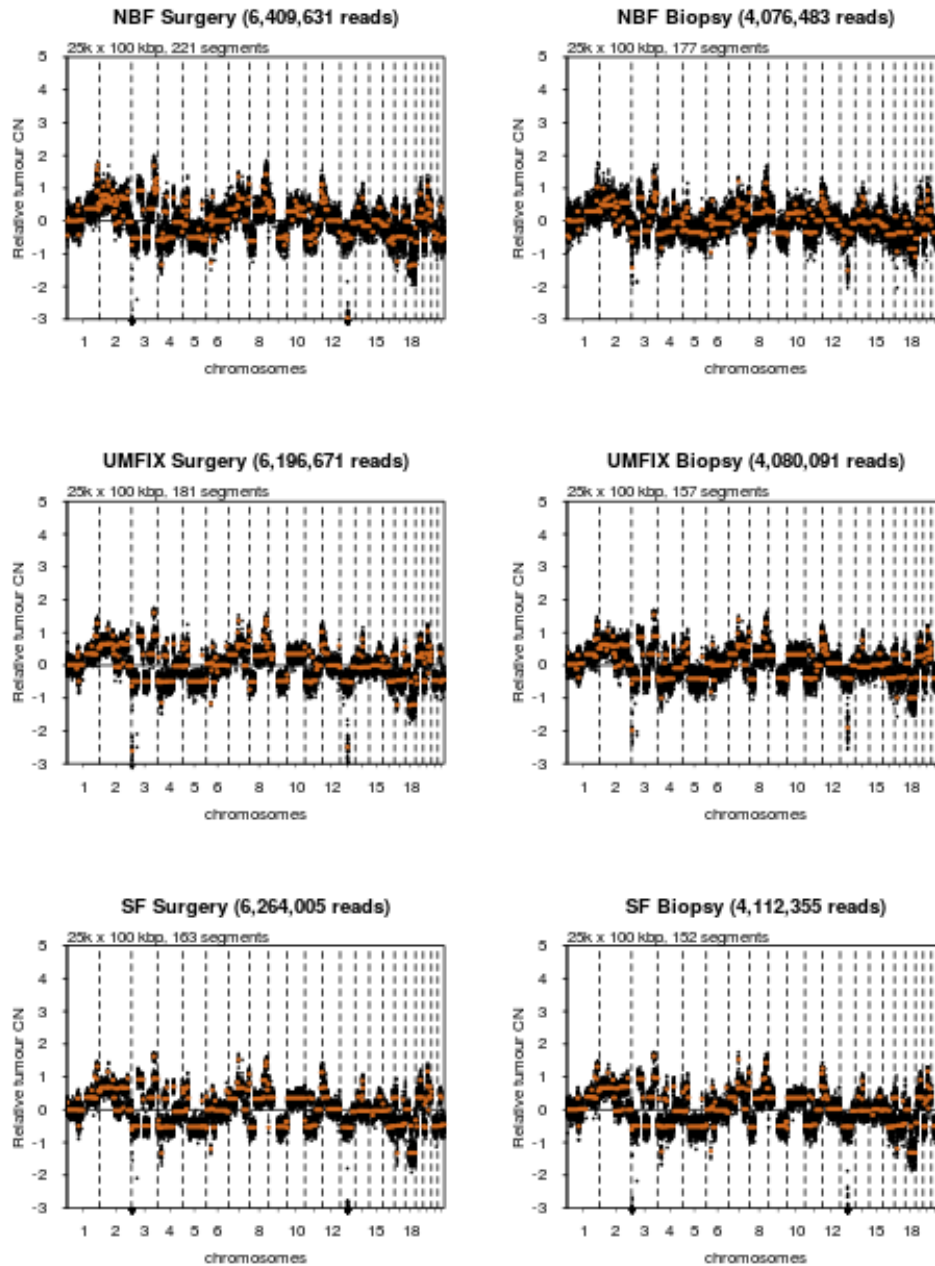 NBF Surgery (6,409,631 reads)
25k x 100 kbp, 221 segments
5
4
3
2
1
0
-1
-2
-3
Relative tumour CN
1 2 3 4 5 6 8 10 12 15 18
chromosomes
NBF Biopsy (4,076,483 reads)
25k x 100 kbp, 177 segments
5
4
3
2
1
0
-1
-2
-3
Relative tumour CN
1 2 3 4 5 6 8 10 12 15 18
chromosomes
UMFIX Surgery (6,196,671 reads)
25k x 100 kbp, 181 segments
5
4
3
2
1
0
-1
-2
-3
Relative tumour CN
1 2 3 4 5 6 8 10 12 15 18
chromosomes
UMFIX Biopsy (4,080,091 reads)
25k x 100 kbp, 157 segments
5
4
3
2
1
0
-1
-2
-3
Relative tumour CN
1 2 3 4 5 6 8 10 12 15 18
chromosomes
SF Surgery (6,264,005 reads)
25k x 100 kbp, 163 segments
5
4
3
2
1
0
-1
-2
-3
Relative tumour CN
1 2 3 4 5 6 8 10 12 15 18
chromosomes
SF Biopsy (4,112,355 reads)
25k x 100 kbp, 152 segments
5
4
3
2
1
0
-1
-2
-3
Relative tumour CN
1 2 3 4 5 6 8 10 12 15 18
chromosomes